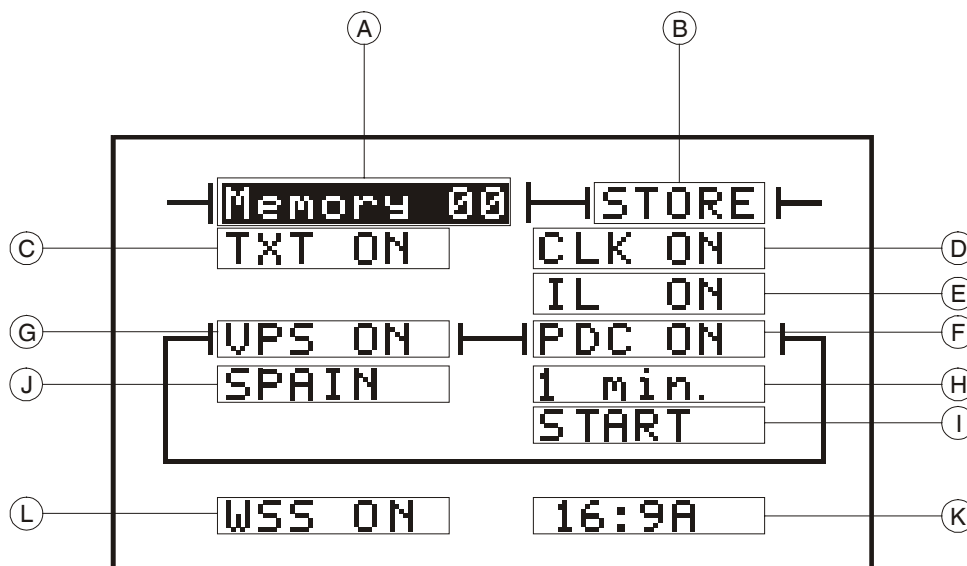 A B
Memory 00 STORE
C TXT ON CLK ON D
IL ON E
G VPS ON PDC ON F
J SPAIN 1 min. H
START I
L WSS ON 16:9A K